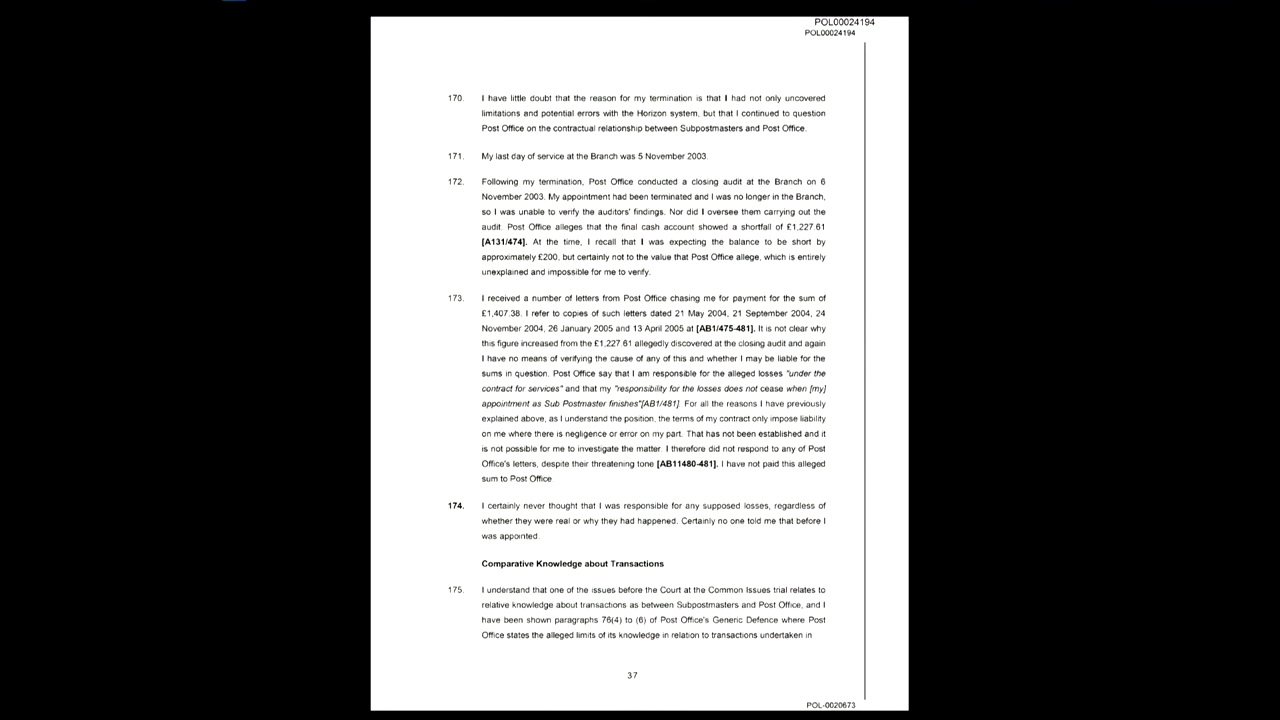 POL00024194
POL00024194
170. I have little doubt that the reason for my termination is that I had not only uncovered
limitations and potential errors with the Horizon system, but that I continued to question
Post Office on the contractual relationship between Subpostmasters and Post Office.
171. My last day of service at the Branch was 5 November 2003.
172. Following my termination, Post Office conducted a closing audit at the Branch on 6
November 2003. My appointment had been terminated and I was no longer in the Branch,
so I was unable to verify the auditors' findings. Nor did I oversee them carrying out the
audit. Post Office alleges that the final cash account showed a shortfall of £1,227.61
[A131/474]. At the time, I recall that I was expecting the balance to be short by
approximately £200, but certainly not to the value that Post Office allege, which is entirely
unexplained and impossible for me to verify.
173. I received a number of letters from Post Office chasing me for payment for the sum of
£1,407.38. I refer to copies of such letters dated 21 May 2004, 21 September 2004, 24
November 2004, 26 January 2005 and 13 April 2005 at [AB1/475-481]. It is not clear why
this figure increased from the £1,227.61 allegedly discovered at the closing audit and again
I have no means of verifying the cause of any of this and whether I may be liable for the
sums in question. Post Office say that I am responsible for the alleged losses "under the
contract for services" and that my "responsibility for the losses does not cease when [my]
appointment as Sub Postmaster finishes"[AB1/481]. For all the reasons I have previously
explained above, as I understand the position, the terms of my contract only impose liability
on me where there is negligence or error on my part. That has not been established and it
is not possible for me to investigate the matter. I therefore did not respond to any of Post
Office's letters, despite their threatening tone [AB11480-481]. I have not paid this alleged
sum to Post Office
174. I certainly never thought that I was responsible for any supposed losses, regardless of
whether they were real or why they had happened. Certainly no one told me that before I
was appointed.
Comparative Knowledge about Transactions
175. I understand that one of the issues before the Court at the Common Issues trial relates to
relative knowledge about transactions as between Subpostmasters and Post Office, and I
have been shown paragraphs 76(4) to (6) of Post Office's Generic Defence where Post
Office states the alleged limits of its knowledge in relation to transactions undertaken in
37
POL-0020673